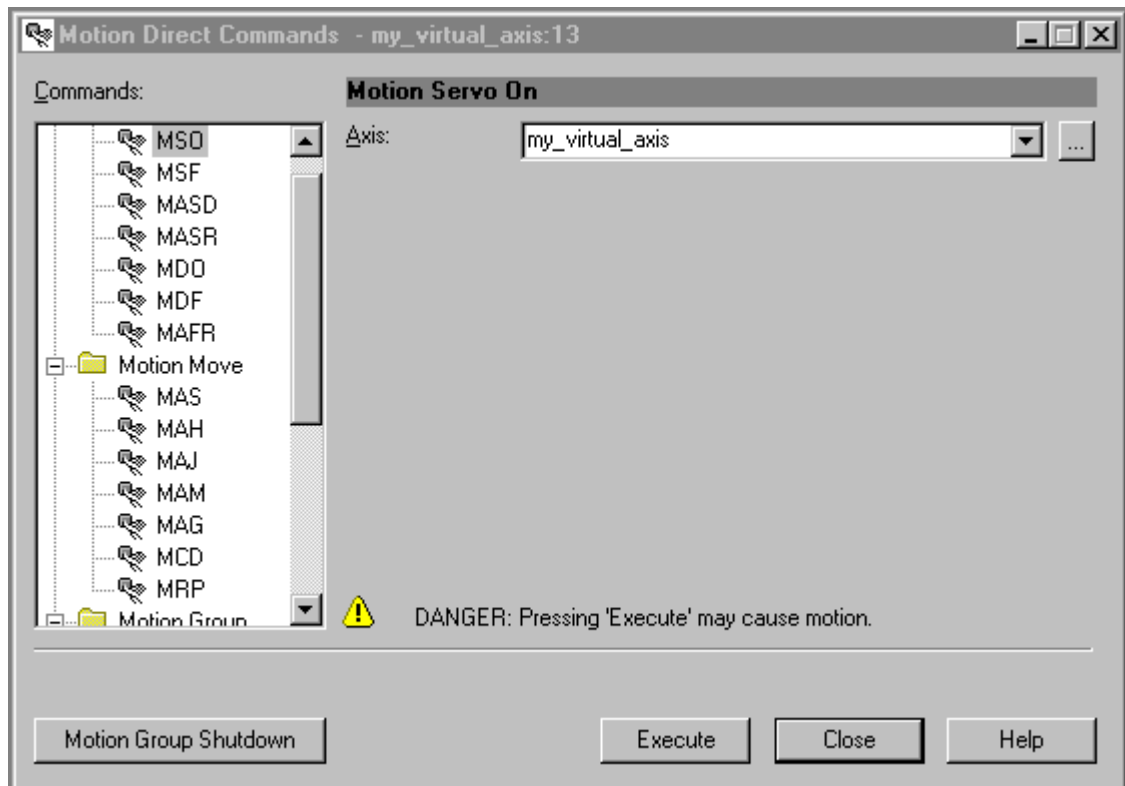 Motion Direct Commands - my_virtual_axis:13
Commands:
Motion Servo On
MSO
MSF
MASD
MASR
MDO
MDF
MAFR
Motion Move
MAS
MAH
MAJ
MAM
MAG
MCD
MRP
Motion Group
Axis:
my_virtual_axis
...
DANGER: Pressing 'Execute' may cause motion.
Motion Group Shutdown
Execute
Close
Help